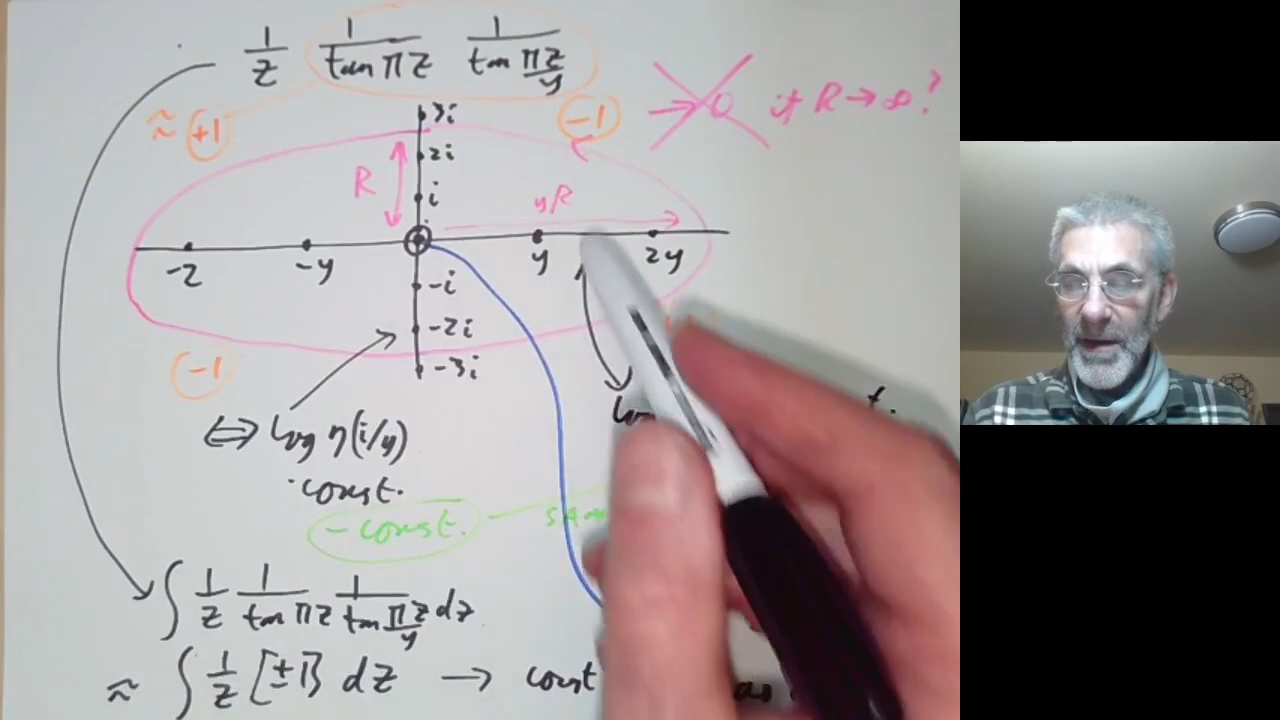 1/z 1/tan πz 1/tan πz/y
≈ +1
-1
→ 0 if R → ∞?
3i
2i
i
R
yR
-2
-y
y
2y
-i
-2i
-3i
-1
⇔ log η(i/y)
·const.
-const.
∫ 1/z 1/tan πz 1/tan πz/y dz
≈ ∫ 1/z [±1] dz → const as